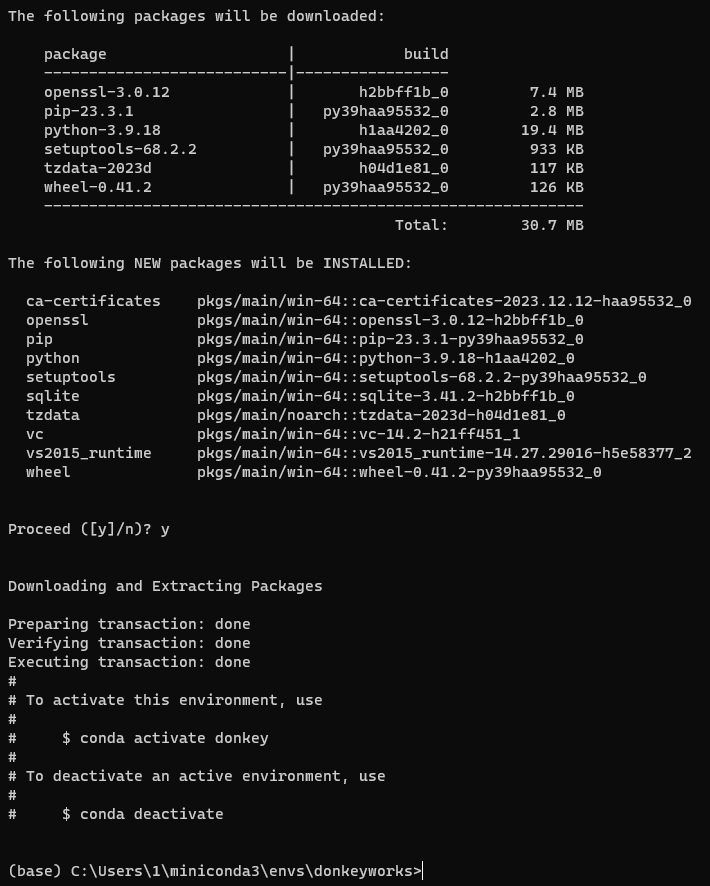 The following packages will be downloaded:
package | build
---------------------------|-----------------
openssl-3.0.12 | h2bbff1b_0 7.4 MB
pip-23.3.1 | py39haa95532_0 2.8 MB
python-3.9.18 | h1aa4202_0 19.4 MB
setuptools-68.2.2 | py39haa95532_0 933 KB
tzdata-2023d | h04d1e81_0 117 KB
wheel-0.41.2 | py39haa95532_0 126 KB
------------------------------------------------------------
Total: 30.7 MB
The following NEW packages will be INSTALLED:
ca-certificates pkgs/main/win-64::ca-certificates-2023.12.12-haa95532_0
openssl pkgs/main/win-64::openssl-3.0.12-h2bbff1b_0
pip pkgs/main/win-64::pip-23.3.1-py39haa95532_0
python pkgs/main/win-64::python-3.9.18-h1aa4202_0
setuptools pkgs/main/win-64::setuptools-68.2.2-py39haa95532_0
sqlite pkgs/main/win-64::sqlite-3.41.2-h2bbff1b_0
tzdata pkgs/main/noarch::tzdata-2023d-h04d1e81_0
vc pkgs/main/win-64::vc-14.2-h21ff451_1
vs2015_runtime pkgs/main/win-64::vs2015_runtime-14.27.29016-h5e58377_2
wheel pkgs/main/win-64::wheel-0.41.2-py39haa95532_0
Proceed ([y]/n)? y
Downloading and Extracting Packages
Preparing transaction: done
Verifying transaction: done
Executing transaction: done
#
# To activate this environment, use
#
# $ conda activate donkey
#
# To deactivate an active environment, use
#
# $ conda deactivate
(base) C:\Users\1\miniconda3\envs\donkeyworks>